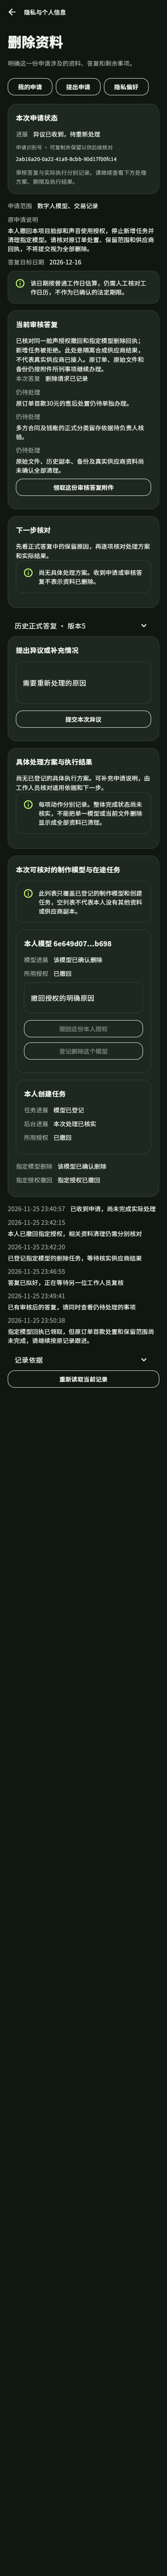 隐私与个人信息
删除资料
明确这一份申请涉及的资料、答复和剩余事项。
我的申请
提出申请
隐私偏好
本次申请状态
进展 异议已收到，待重新处理
申请识别号 · 可复制并保留以供后续核对
2ab16a20-0a22-41a9-8cbb-90d17f00fc14
审核答复与实际执行分别记录，请继续查看下方处理
方案、期限及执行结果。
申请范围 数字人模型、交易记录
原申请说明
本人撤回本项目脸部和声音使用授权，停止新增任务并
清理指定模型。请核对原订单处置、保留范围和供应商
回执，不将提交视为全部删除。
答复目标日期 2026-12-16
该日期按普通工作日估算，仍需人工核对工
作日历，不作为已确认的法定期限。
当前审核答复
已核对同一脸声授权撤回和指定模型删除回执；
新增任务被拒绝。此处差隔离合成供应商结果，
不代表真实供应商已接入。原订单、原始文件和
备份仍按附件所列事项继续办理。
本次答复 删除请求已记录
仍待处理
原订单首款30元的售后处置仍待单独办理。
仍待处理
多方合同及钱款的正式分类留存依据待负责人核
验。
仍待处理
原始文件、历史副本、备份及真实供应商资料尚
未确认全部清理。
领取这份审核答复附件
下一步核对
先看正式答复中的保留原因，再逐项核对处理方案
和实际结果。
尚无具体处理方案。收到申请或审核答
复不表示资料已删除。
历史正式答复 · 版本5
提出异议或补充情况
需要重新处理的原因
提交本次异议
具体处理方案与执行结果
尚无已登记的具体执行方案。可补充申请说明，由
工作人员核对适用依据和下一步。
每项动作分别记录。整体完成状态尚未
核实，不能把单一模型或当前文件删除
显示成全部资料已清理。
本次可核对的制作模型与在途任务
此列表只覆盖已登记的制作模型和创建
任务，空列表不代表本人没有其他资料
或供应商副本。
本人模型 6e649d07…b698
模型进展 该模型已确认删除
所用授权 已撤回
撤回授权的明确原因
撤回这份本人授权
登记删除这个模型
本人创建任务
任务进展 模型已登记
后台进展 本次处理已核实
所用授权 已撤回
指定模型删除 该模型已确认删除
指定授权撤回 指定授权已撤回
2026-11-25 23:40:57 已收到申请，尚未完成实际处理
2026-11-25 23:42:15
本人已撤回指定授权，相关资料清理仍需分别核对
2026-11-25 23:42:20
已登记指定模型的删除任务，等待核实供应商结果
2026-11-25 23:46:55
答复已拟好，正在等待另一位工作人员复核
2026-11-25 23:49:41
已有审核后的答复，请同时查看仍待处理的事项
2026-11-25 23:50:38
指定模型回执已领取，但原订单首款处置和保留范围尚
未完成，请继续按原记录跟进。
记录依据
重新读取当前记录